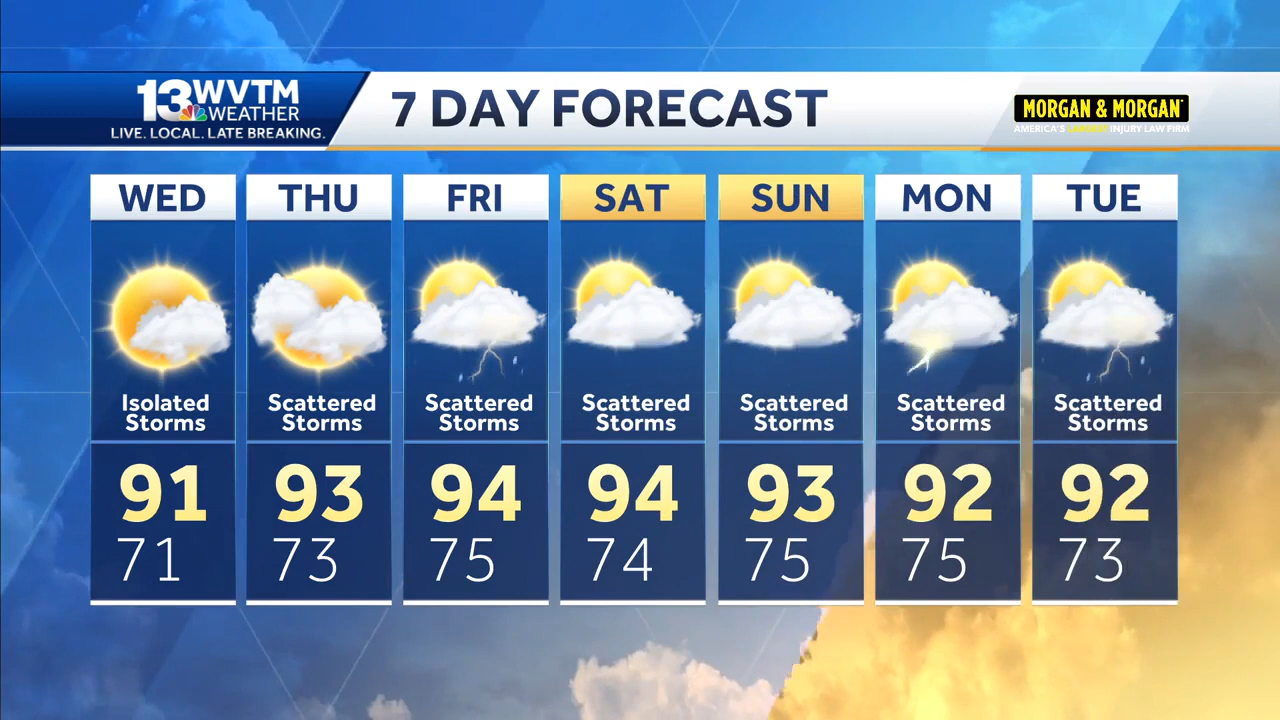 13 WVTM
WEATHER
LIVE. LOCAL. LATE BREAKING.
7 DAY FORECAST
MORGAN & MORGAN
AMERICA'S LARGEST INJURY LAW FIRM
WED THU FRI SAT SUN MON TUE
Isolated Scattered Scattered Scattered Scattered Scattered Scattered
Storms Storms Storms Storms Storms Storms Storms
91 93 94 94 93 92 92
71 73 75 74 75 75 73